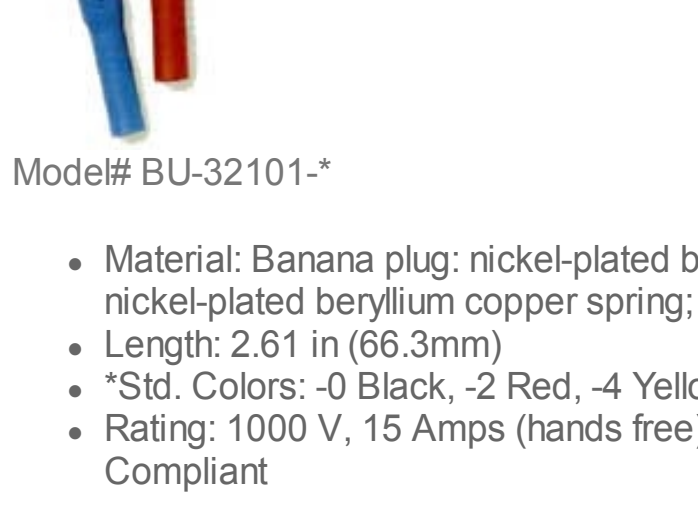 Model# BU-32101-*
• Material: Banana plug: nickel-plated
nickel-plated beryllium copper spring;
• Length: 2.61 in (66.3mm)
• *Std. Colors: -0 Black, -2 Red, -4
• Rating: 1000 V, 15 Amps (hands free)
Compliant